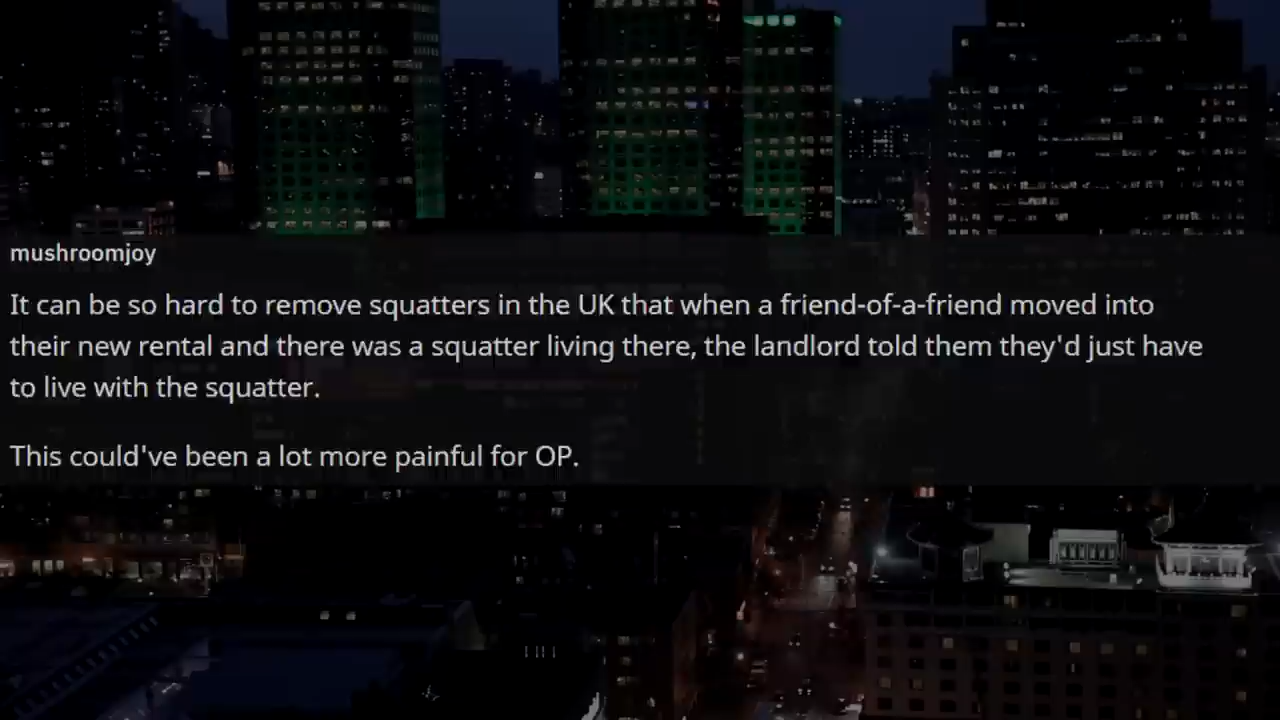 mushroomjoy
It can be so hard to remove squatters in the UK that when a friend-of-a-friend moved into
their new rental and there was a squatter living there, the landlord told them they'd just have
to live with the squatter.
This could've been a lot more painful for OP.